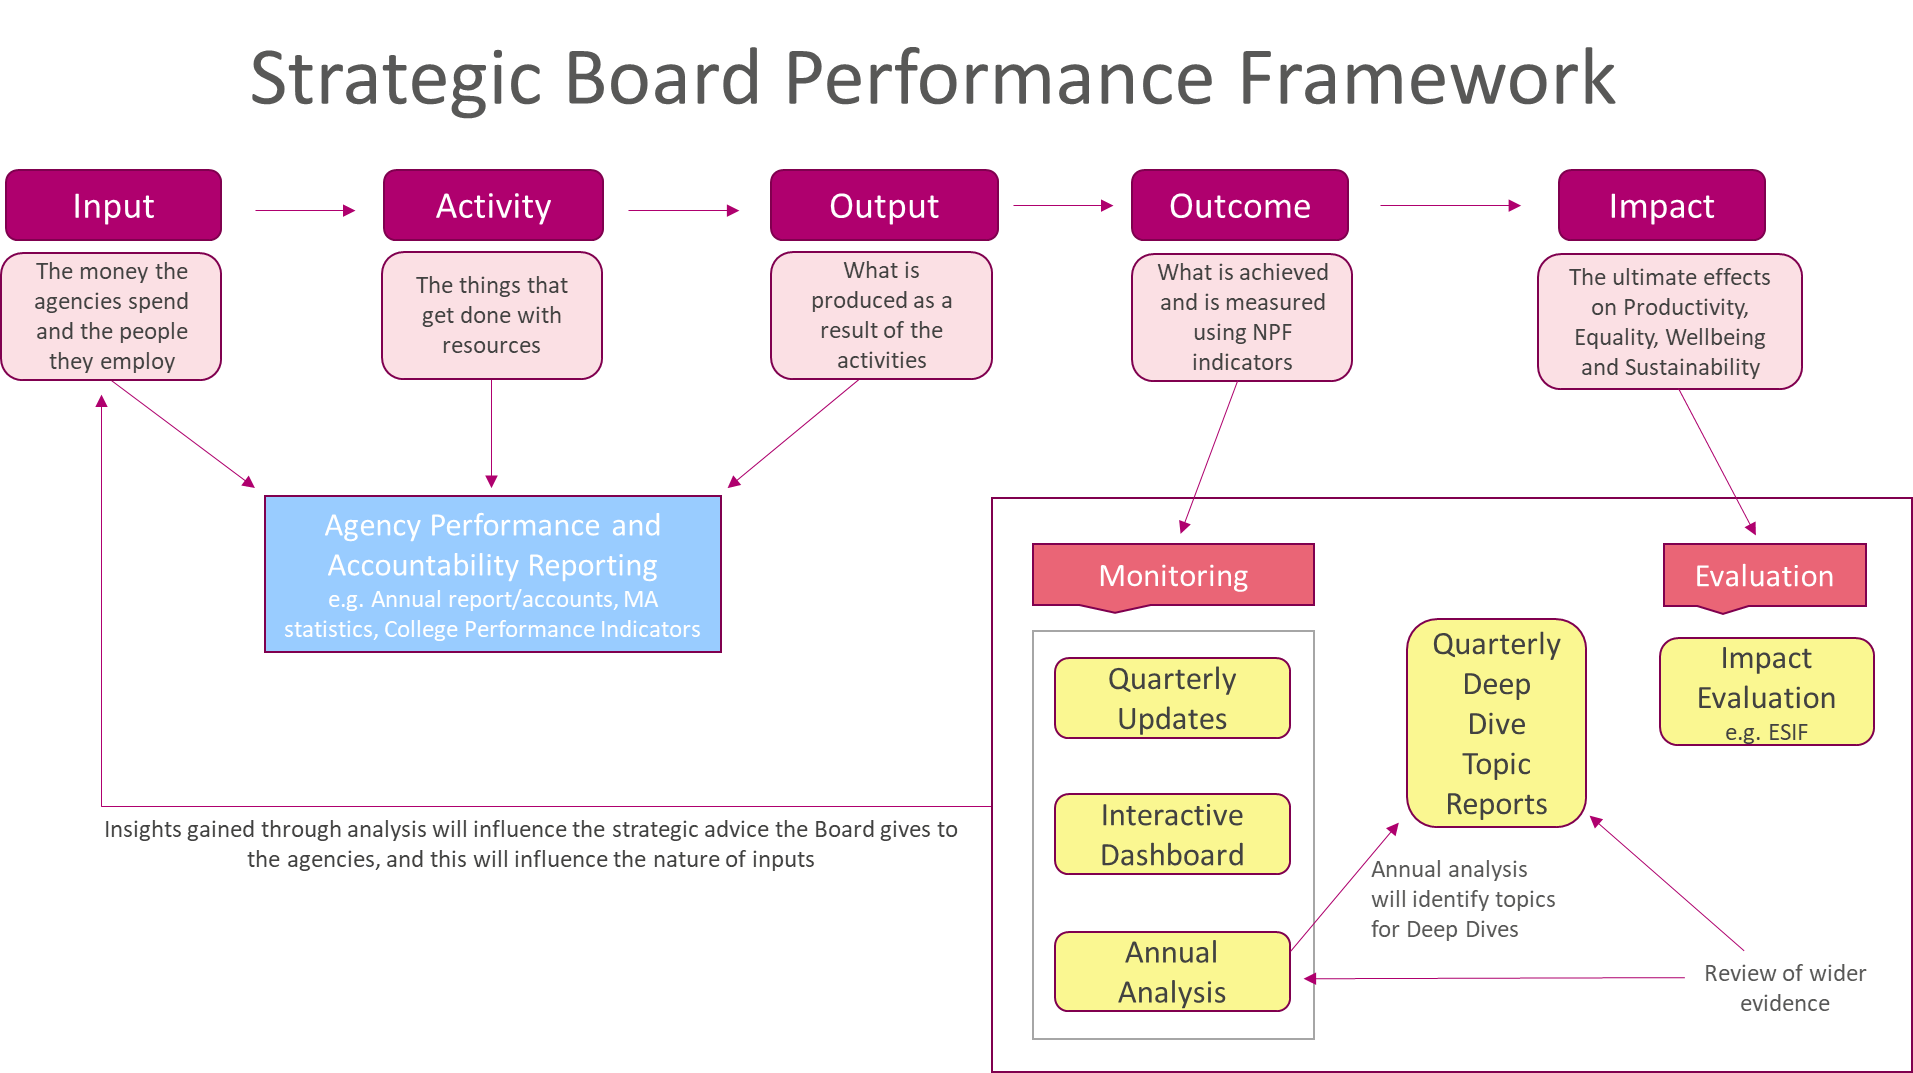 Strategic Board Performance Framework
Input
Activity
Output
Outcome
Impact
The money the
agencies spend
and the people
they employ
The things that
get done with
resources
What is
produced as a
result of the
activities
What is achieved
and is measured
using NPF
indicators
The ultimate effects
on Productivity,
Equality, Wellbeing
and Sustainability
Agency Performance and
Accountability Reporting
e.g. Annual report/accounts, MA
statistics, College Performance Indicators
Monitoring
Evaluation
Quarterly
Updates
Interactive
Dashboard
Annual
Analysis
Quarterly
Deep
Dive
Topic
Reports
Impact
Evaluation
e.g. ESIF
Insights gained through analysis will influence the strategic advice the Board gives to
the agencies, and this will influence the nature of inputs
Annual analysis
will identify topics
for Deep Dives
Review of wider
evidence